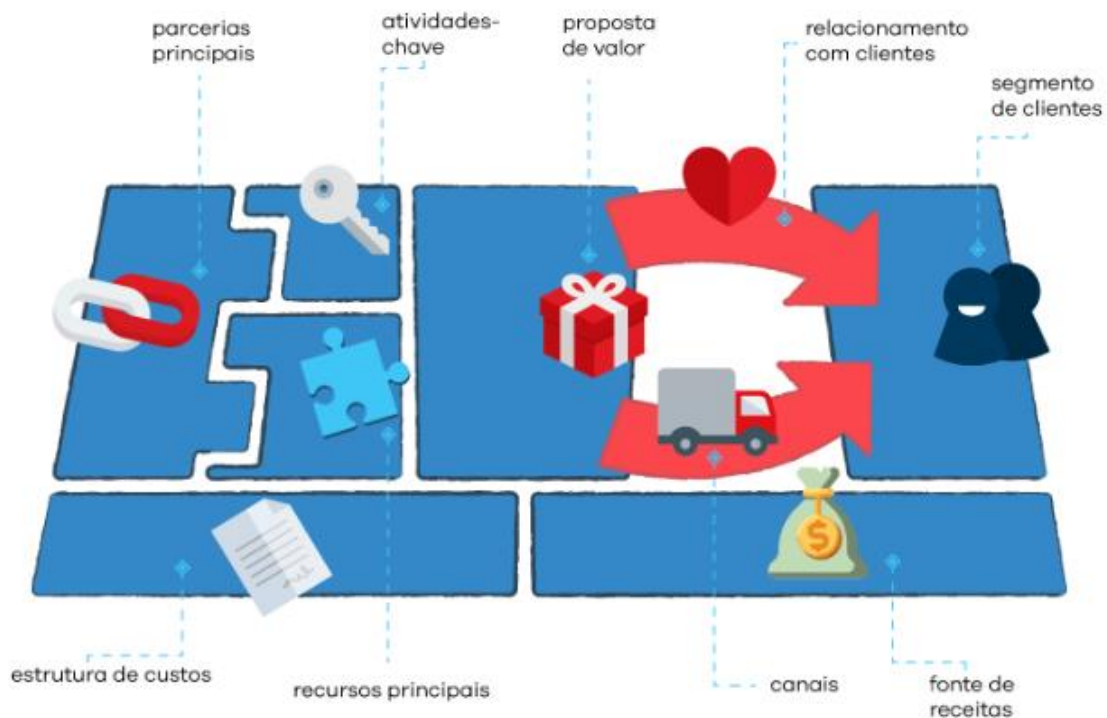 parcerias
principais
atividades-
chave
proposta
de valor
relacionamento
com clientes
segmento
de clientes
$
estrutura de custos
recursos principais
canais
fonte de
receitas